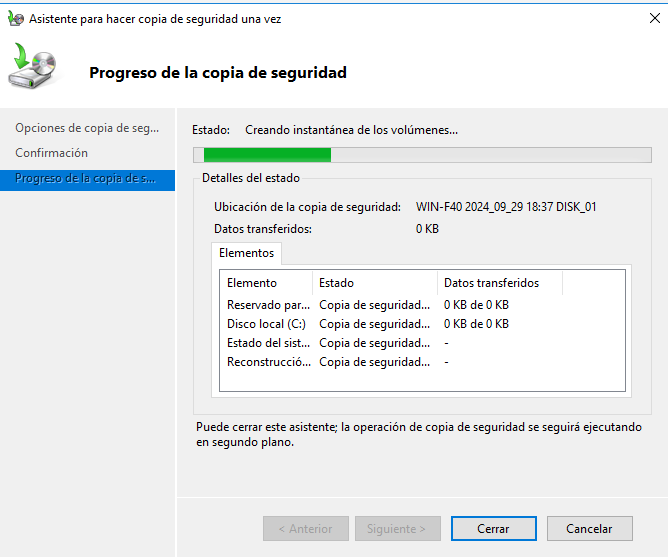 Asistente para hacer copia de seguridad una vez
Progreso de la copia de seguridad
Opciones de copia de seg...
Confirmación
Progreso de la copia de s...
Estado: Creando instantánea de los volúmenes...
Detalles del estado
Ubicación de la copia de seguridad: WIN-F40 2024_09_29 18:37 DISK_01
Datos transferidos: 0 KB
Elementos
Elemento Estado Datos transferidos
Reservado par... Copia de seguridad... 0 KB de 0 KB
Disco local (C:) Copia de seguridad... 0 KB de 0 KB
Estado del sist... Copia de seguridad... -
Reconstrucció... Copia de seguridad... -
Puede cerrar este asistente; la operación de copia de seguridad se seguirá ejecutando
en segundo plano.
< Anterior Siguiente > Cerrar Cancelar